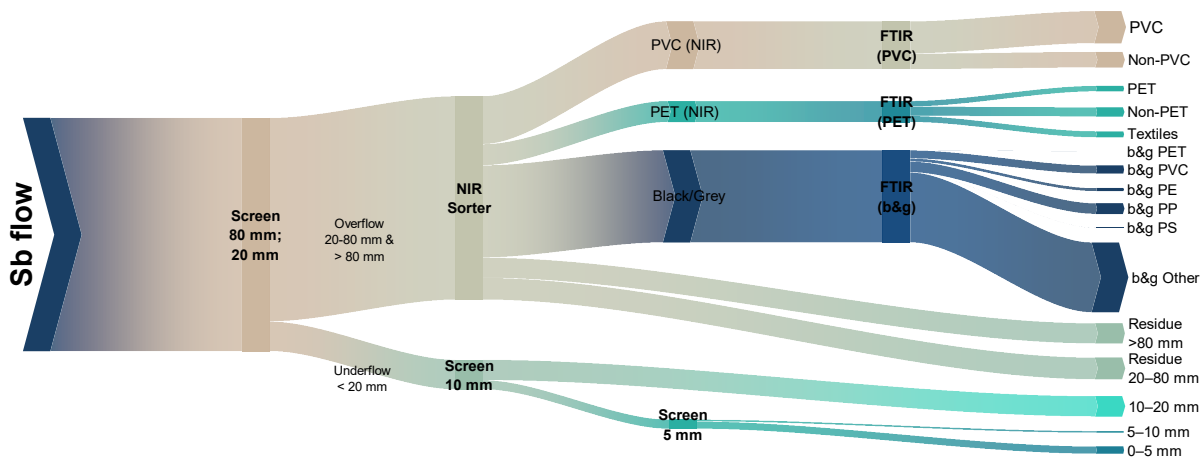 Sb flow
Screen
80 mm;
20 mm
Overflow
20-80 mm &
> 80 mm
Underflow
< 20 mm
NIR
Sorter
Screen
10 mm
PVC (NIR)
PET (NIR)
Black/Grey
Screen
5 mm
FTIR
(PVC)
FTIR
(PET)
FTIR
(b&g)
PVC
Non-PVC
PET
Non-PET
Textiles
b&g PET
b&g PVC
b&g PE
b&g PP
b&g PS
b&g Other
Residue
>80 mm
Residue
20–80 mm
10–20 mm
5–10 mm
0–5 mm